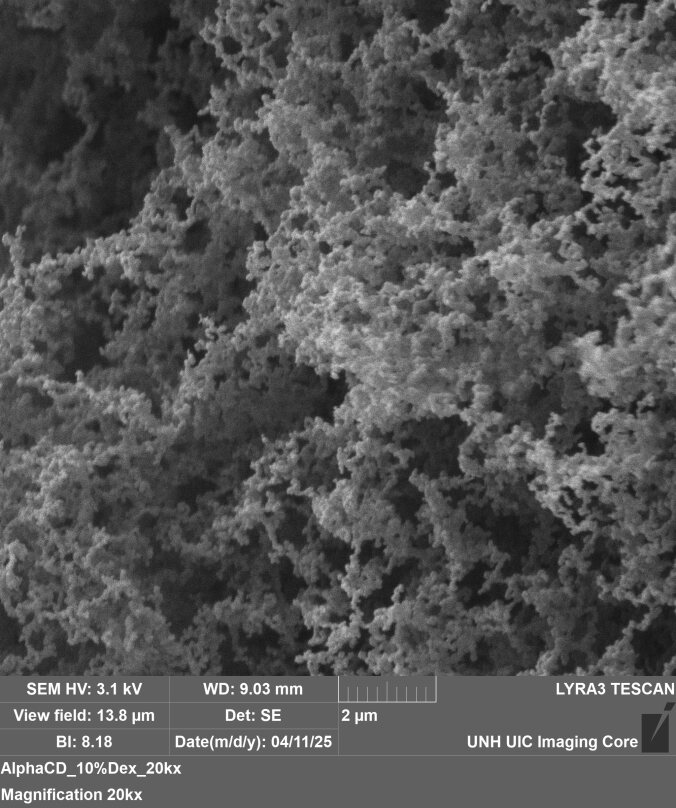 SEM HV: 3.1 kV WD: 9.03 mm LYRA3 TESCAN
View field: 13.8 µm Det: SE 2 µm
BI: 8.18 Date(m/d/y): 04/11/25 UNH UIC Imaging Core
AlphaCD_10%Dex_20kx
Magnification 20kx